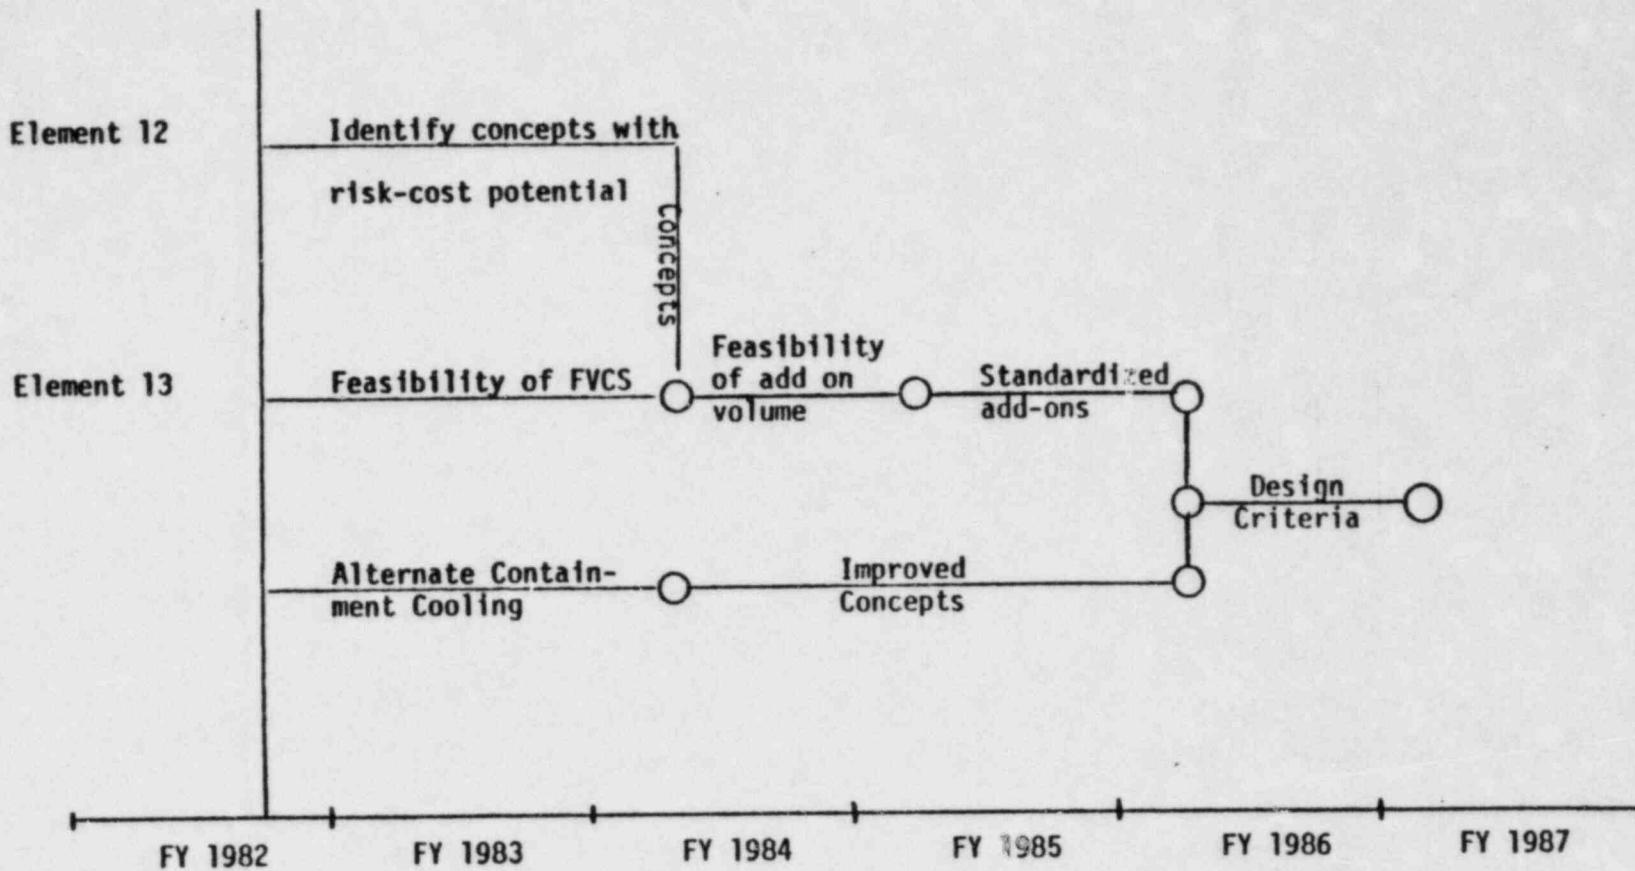 Element 12
Identify concepts with
risk-cost potential
Concepts
Element 13
Feasibility of FVCS
Feasibility
of add on
volume
Standardized
add-ons
Design
Criteria
Alternate Contain-
ment Cooling
Improved
Concepts
FY 1982
FY 1983
FY 1984
FY 1985
FY 1986
FY 1987